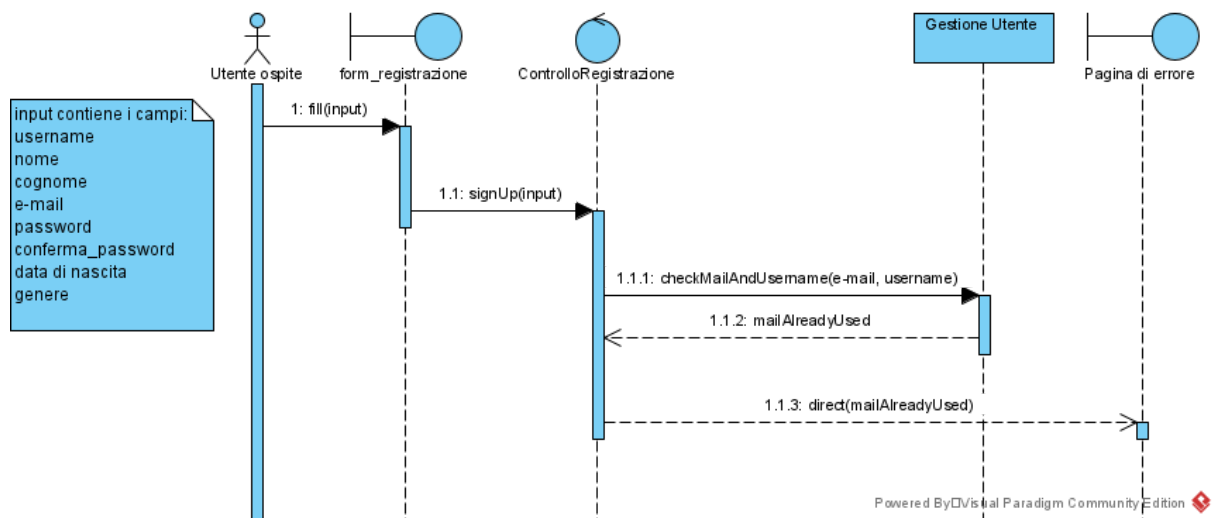 Utente ospite
form_registrazione
ControlloRegistrazione
Gestione Utente
Pagina di errore
input contiene i campi:
username
nome
cognome
e-mail
password
conferma_password
data di nascita
genere
1: fill(input)
1.1: signUp(input)
1.1.1: checkMailAndUsername(e-mail, username)
1.1.2: mailAlreadyUsed
1.1.3: direct(mailAlreadyUsed)
Powered By□Visual Paradigm Community Edition